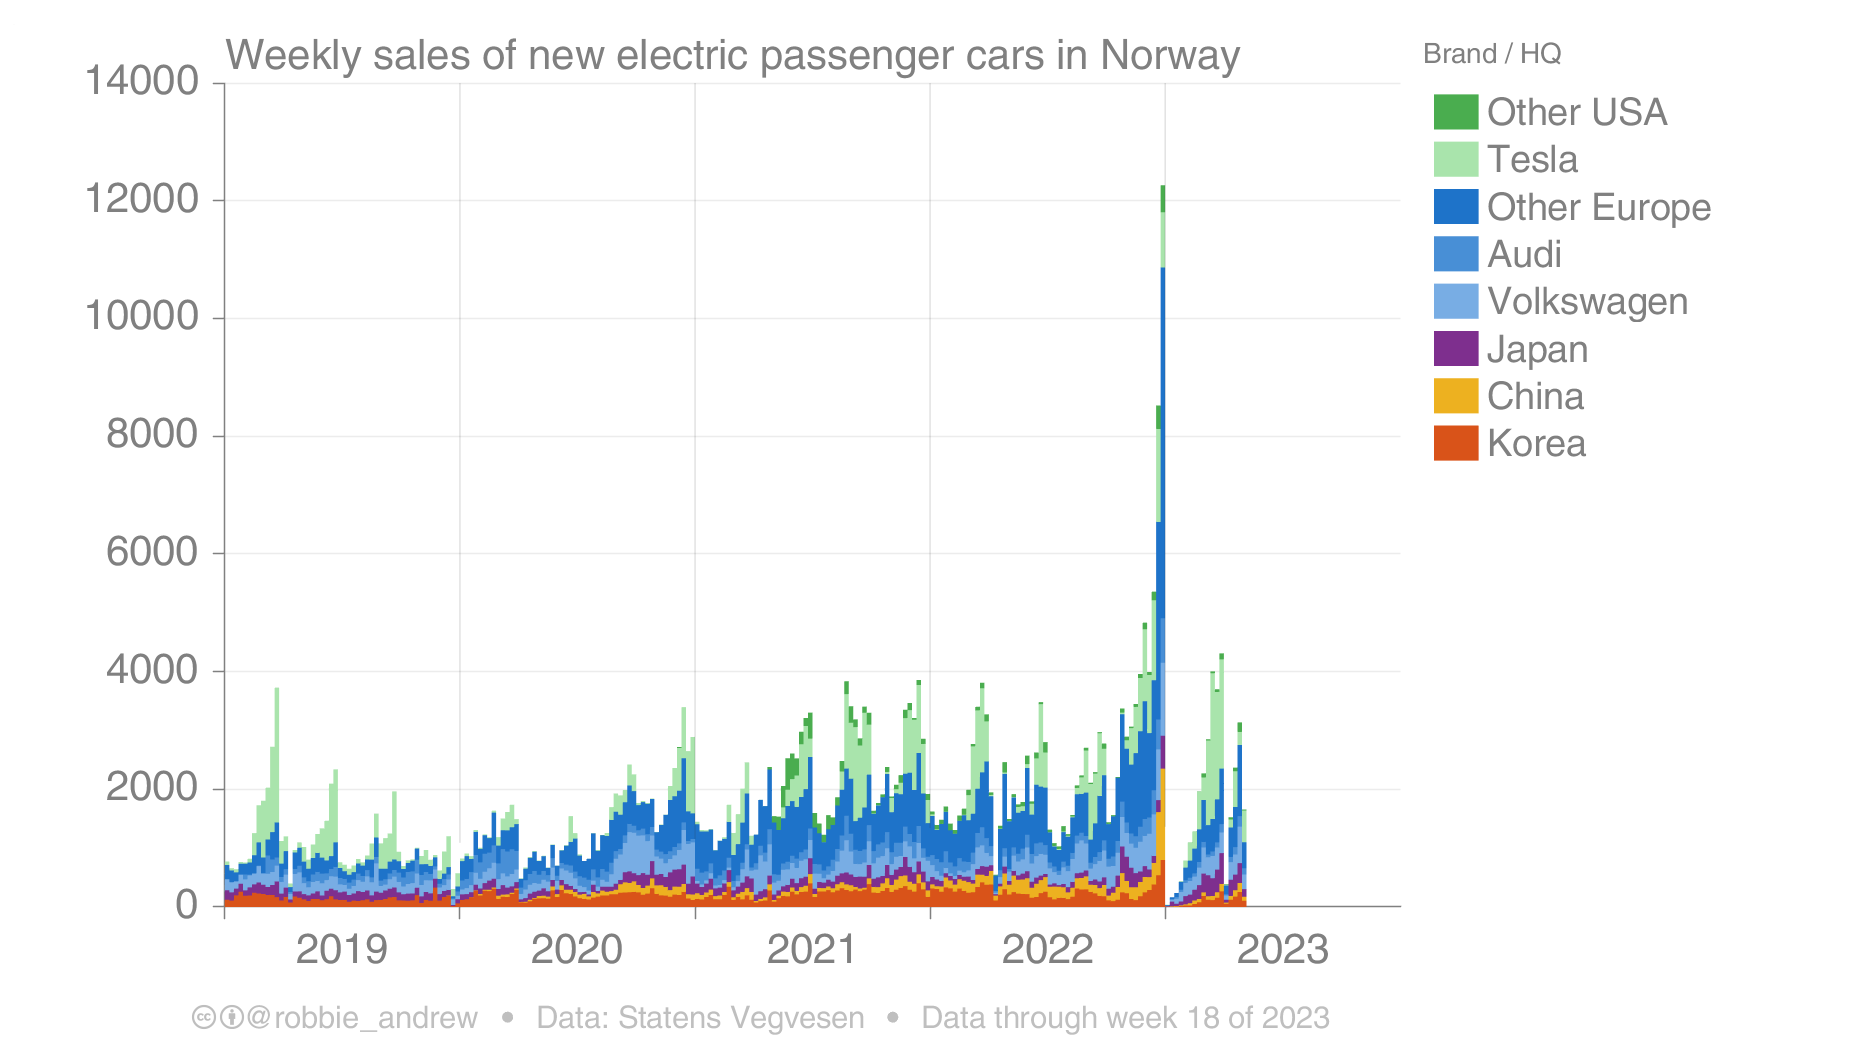 Weekly sales of new electric passenger cars in Norway
Brand / HQ
Other USA
Tesla
Other Europe
Audi
Volkswagen
Japan
China
Korea
14000
12000
10000
8000
6000
4000
2000
0
2019
2020
2021
2022
2023
cc @robbie_andrew • Data: Statens Vegvesen • Data through week 18 of 2023